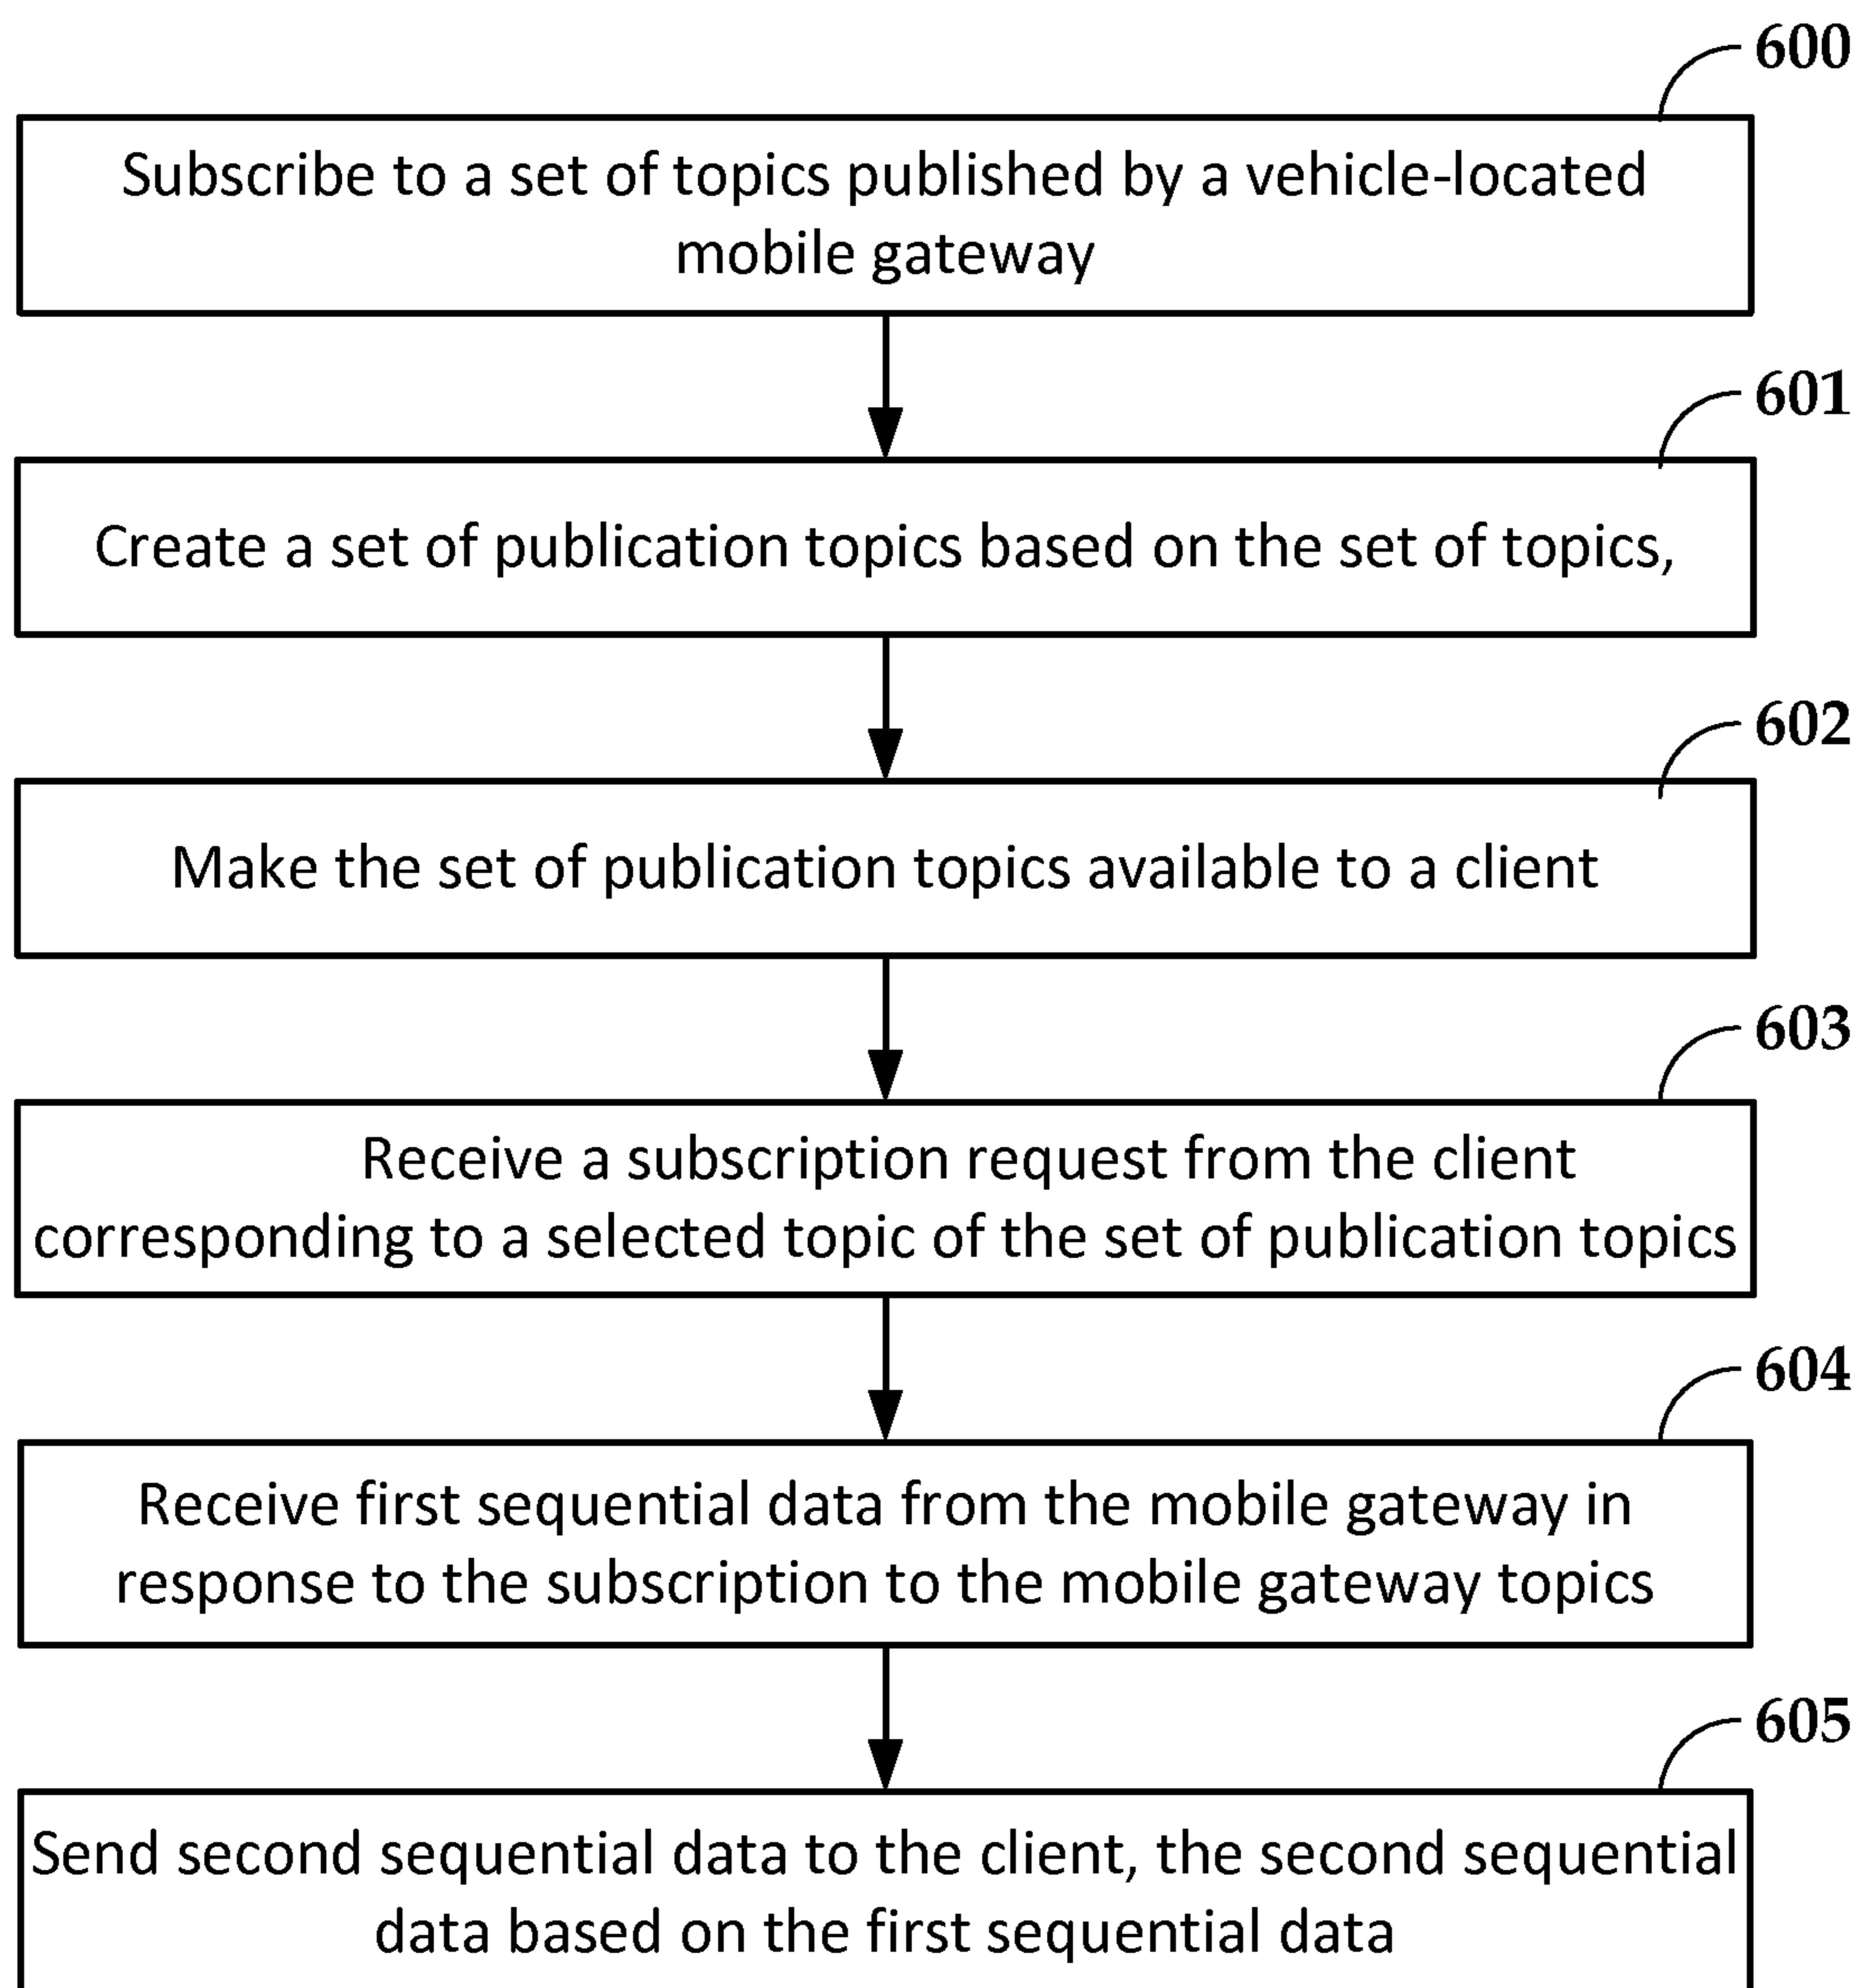 600
Subscribe to a set of topics published by a vehicle-located
mobile gateway
601
Create a set of publication topics based on the set of topics,
602
Make the set of publication topics available to a client
603
Receive a subscription request from the client
corresponding to a selected topic of the set of publication topics
604
Receive first sequential data from the mobile gateway in
response to the subscription to the mobile gateway topics
605
Send second sequential data to the client, the second sequential
data based on the first sequential data